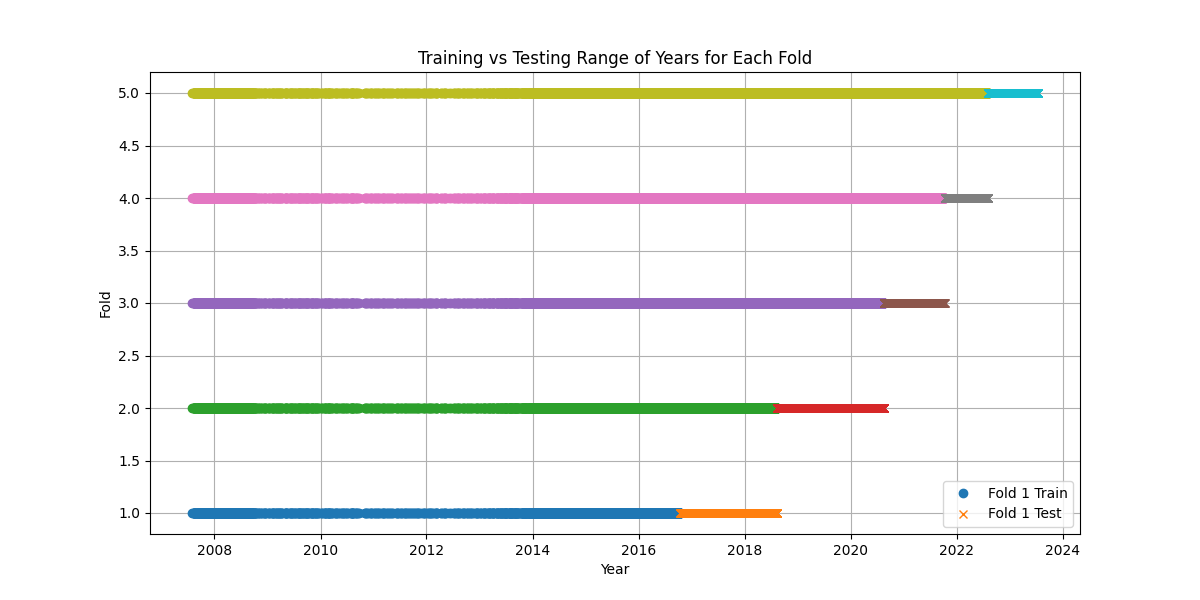 Training vs Testing Range of Years for Each Fold
5.0
4.5
4.0
3.5
3.0
2.5
2.0
1.5
1.0
Fold
Fold 1 Train
Fold 1 Test
2008 2010 2012 2014 2016 2018 2020 2022 2024
Year